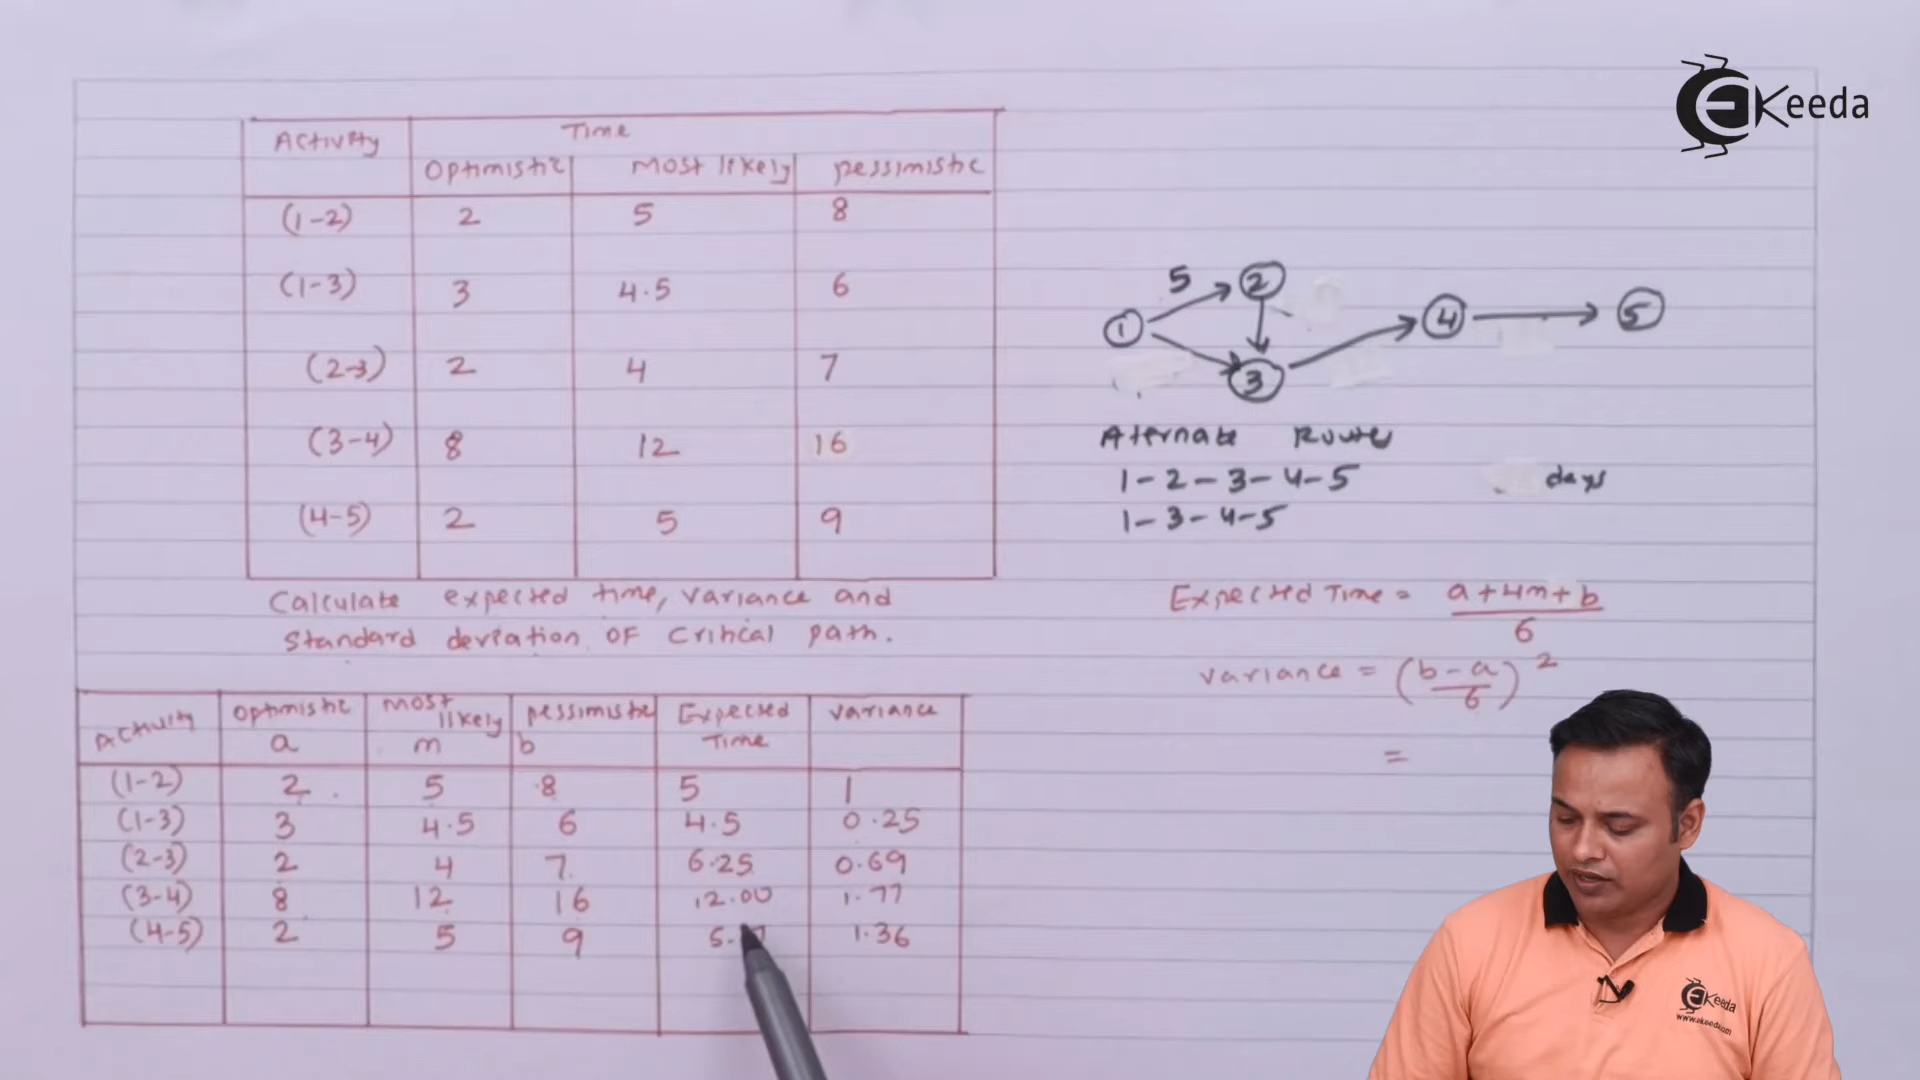 EKeeda
Activity Time
Optimistic Most likely pessimistic
(1-2) 2 5 8
(1-3) 3 4.5 6
(2-3) 2 4 7
(3-4) 8 12 16
(4-5) 2 5 9
Calculate expected time, variance and
Standard deviation OF Critical path.
5
1 2 3 4 5
Aternate Route
1-2-3-4-5 days
1-3-4-5
Expected Time = a+4m+b
6
variance = (b-a)2
6
=
Activity Optimistic most likely pessimistic Expected Time variance
a m b
(1-2) 2 5 8 5 1
(1-3) 3 4.5 6 4.5 0.25
(2-3) 2 4 7 6.25 0.69
(3-4) 8 12 16 12.00 1.77
(4-5) 2 5 9 1.36
EKeeda
www.ekeeda.com